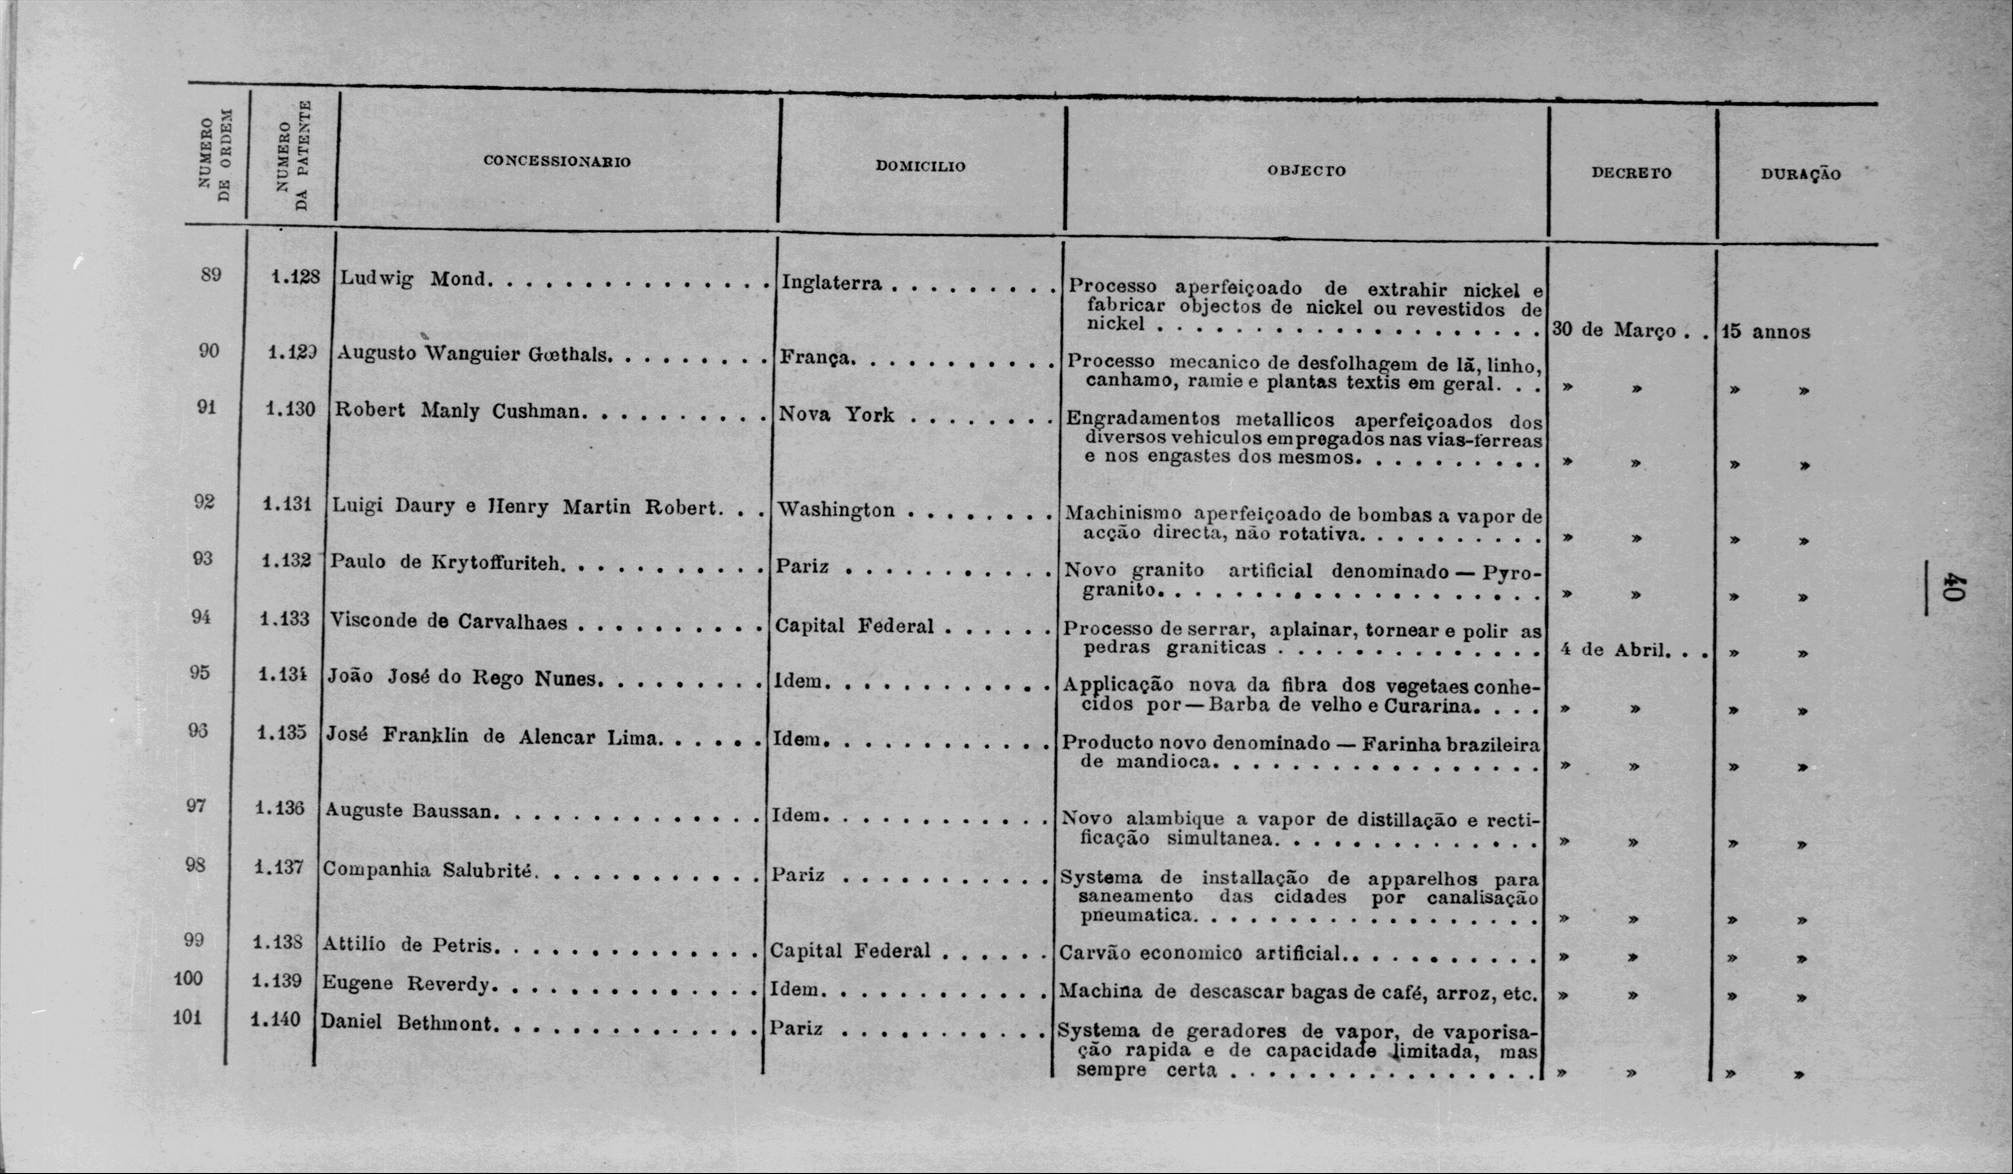 NUMERO DE ORDEM | NUMERO DA PATENTE | CONCESSIONARIO | DOMICILIO | OBJECTO | DECRETO | DURAÇÃO
89 1.128 Ludwig Mond. . . . . . . . . . . . . . . Inglaterra . . . . . . . . . Processo aperfeiçoado de extrahir nickel e
fabricar objectos de nickel ou revestidos de
nickel . . . . . . . . . . . . . . . . . . . . 30 de Março . . 15 annos
90 1.129 Augusto Wanguier Gœthals. . . . . . . . . França. . . . . . . . . . . Processo mecanico de desfolhagem de lã, linho,
canhamo, ramie e plantas textis em geral. . . » » » »
91 1.130 Robert Manly Cushman. . . . . . . . . . Nova York . . . . . . . . Engradamentos metallicos aperfeiçoados dos
diversos vehiculos empregados nas vias-ferreas
e nos engastes dos mesmos. . . . . . . . . . » » » »
92 1.131 Luigi Daury e Henry Martin Robert. . . Washington . . . . . . . . Machinismo aperfeiçoado de bombas a vapor de
acção directa, não rotativa. . . . . . . . . . » » » »
93 1.132 Paulo de Krytoffuriteh. . . . . . . . . . . Pariz . . . . . . . . . . . Novo granito artificial denominado — Pyro-
granito. . . . . . . . . . . . . . . . . . . . » » » »
94 1.133 Visconde de Carvalhaes . . . . . . . . . . Capital Federal . . . . . . Processo de serrar, aplainar, tornear e polir as
pedras graniticas . . . . . . . . . . . . . . 4 de Abril. . . » »
95 1.134 João José do Rego Nunes. . . . . . . . . Idem. . . . . . . . . . . . Applicação nova da fibra dos vegetaes conhe-
cidos por — Barba de velho e Curarina. . . . » » » »
96 1.135 José Franklin de Alencar Lima. . . . . . Idem. . . . . . . . . . . . Producto novo denominado — Farinha brazileira
de mandioca. . . . . . . . . . . . . . . . . » » » »
97 1.136 Auguste Baussan. . . . . . . . . . . . . . Idem. . . . . . . . . . . . Novo alambique a vapor de distillação e recti-
ficação simultanea. . . . . . . . . . . . . . » » » »
98 1.137 Companhia Salubrité. . . . . . . . . . . . Pariz . . . . . . . . . . . Systema de installação de apparelhos para
saneamento das cidades por canalisação
pneumatica. . . . . . . . . . . . . . . . . . » » » »
99 1.138 Attilio de Petris. . . . . . . . . . . . . . Capital Federal . . . . . . Carvão economico artificial.. . . . . . . . . . » » » »
100 1.139 Eugene Reverdy. . . . . . . . . . . . . . Idem. . . . . . . . . . . . Machina de descascar bagas de café, arroz, etc. » » » »
101 1.140 Daniel Bethmont. . . . . . . . . . . . . . Pariz . . . . . . . . . . . Systema de geradores de vapor, de vaporisa-
ção rapida e de capacidade limitada, mas
sempre certa . . . . . . . . . . . . . . . . » » » »
40